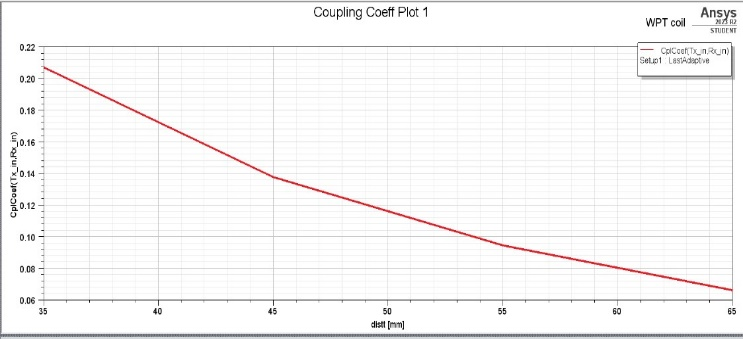 Coupling Coeff Plot 1
WPT coil
Ansys
2023 R2
STUDENT
CplCoef(Tx_in,Rx_in)
Setup1 : LastAdaptive
0.22
0.20
0.18
0.16
0.14
0.12
0.10
0.08
0.06
CplCoef(Tx_in,Rx_in)
35 40 45 50 55 60 65
distt [mm]